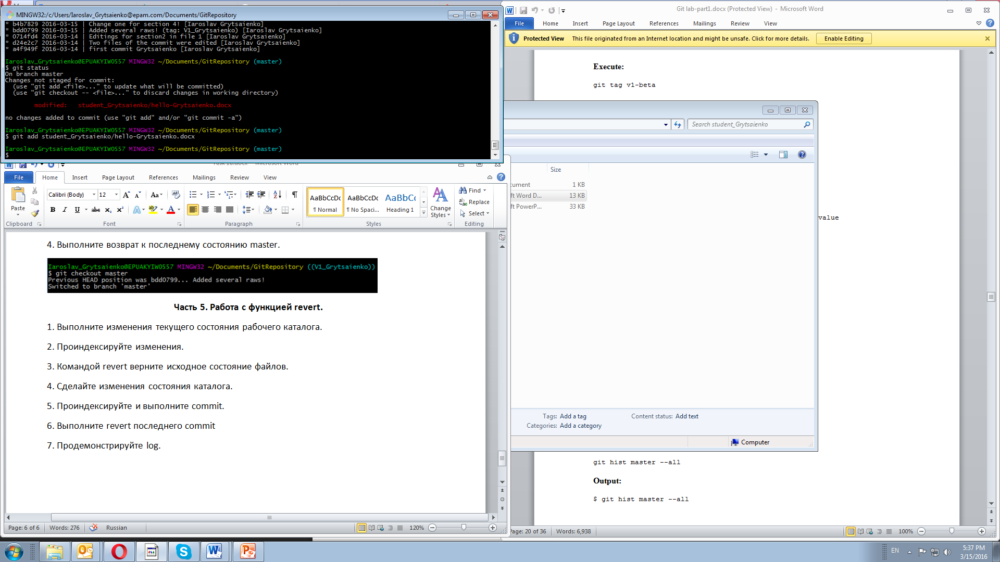 MINGW32:/c/Users/Iaroslav_Grytsaienko@epam.com/Documents/GitRepository
* b4b7829 2016-03-15 | Change one for section 4! [Iaroslav Grytsaienko]
* bdd0799 2016-03-15 | Added several raws! (tag: V1_Grytsaienko) [Iaroslav Grytsaienko]
* 0714fd4 2016-03-14 | Editings for section2 in file 1 [Iaroslav Grytsaienko]
* d24e2c7 2016-03-14 | Two files of the commit were edited [Iaroslav Grytsaienko]
* a4f949f 2016-03-14 | first commit Grytsaienko [Iaroslav Grytsaienko]
Iaroslav_Grytsaienko@EPUAKYIW0557 MINGW32 ~/Documents/GitRepository (master)
$ git status
On branch master
Changes not staged for commit:
(use "git add <file>..." to update what will be committed)
(use "git checkout -- <file>..." to discard changes in working directory)
modified: student_Grytsaienko/hello-Grytsaienko.docx
no changes added to commit (use "git add" and/or "git commit -a")
Iaroslav_Grytsaienko@EPUAKYIW0557 MINGW32 ~/Documents/GitRepository (master)
$ git add student_Grytsaienko/hello-Grytsaienko.docx
Iaroslav_Grytsaienko@EPUAKYIW0557 MINGW32 ~/Documents/GitRepository (master)
$
File Home Insert Page Layout References Mailings Review View
Calibri (Body) 12
Paste
AaBbCcDc AaBbCcDc AaBbCc
¶ Normal ¶ No Spaci... Heading 1
Change Styles
Find
Replace
Select
Clipboard Font Paragraph Styles Editing
4. Выполните возврат к последнему состоянию master.
Iaroslav_Grytsaienko@EPUAKYIW0557 MINGW32 ~/Documents/GitRepository ((V1_Grytsaienko))
$ git checkout master
Previous HEAD position was bdd0799... Added several raws!
Switched to branch 'master'
Часть 5. Работа с функцией revert.
1. Выполните изменения текущего состояния рабочего каталога.
2. Проиндексируйте изменения.
3. Командой revert верните исходное состояние файлов.
4. Сделайте изменения состояния каталога.
5. Проиндексируйте и выполните commit.
6. Выполните revert последнего commit
7. Продемонстрируйте log.
Page: 6 of 6 Words: 276 Russian 120%
Git lab-part1.docx (Protected View) - Microsoft Word
File Home Insert Page Layout References Mailings Review View
Protected View This file originated from an Internet location and might be unsafe. Click for more details. Enable Editing
Execute:
git tag v1-beta
Search student_Grytsaienko
Size
cument 1 KB
ft Word D... 13 KB
ft PowerP... 33 KB
value
Tags: Add a tag Content status: Add text
Categories: Add a category
Computer
git hist master --all
Output:
$ git hist master --all
Page: 20 of 36 Words: 6,938 100%
EN
5:37 PM
3/15/2016